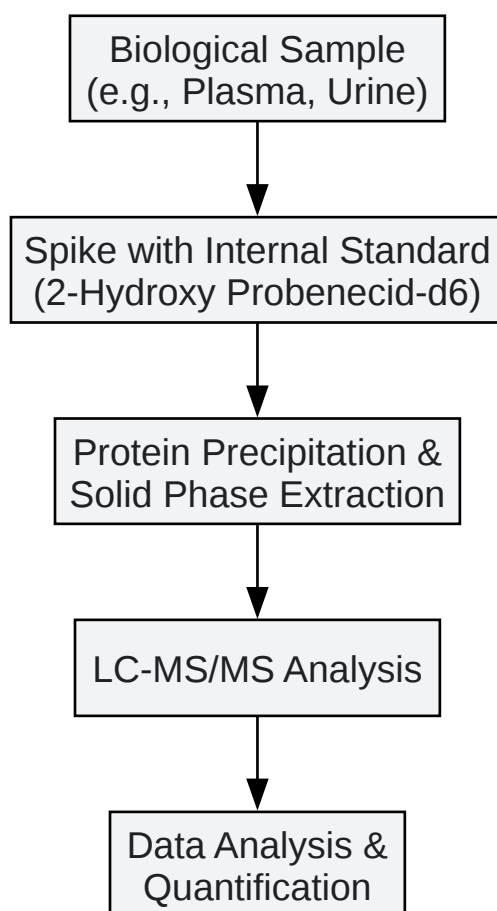 Biological Sample
(e.g., Plasma, Urine)
Spike with Internal Standard
(2-Hydroxy Probenecid-d6)
Protein Precipitation &
Solid Phase Extraction
LC-MS/MS Analysis
Data Analysis &
Quantification